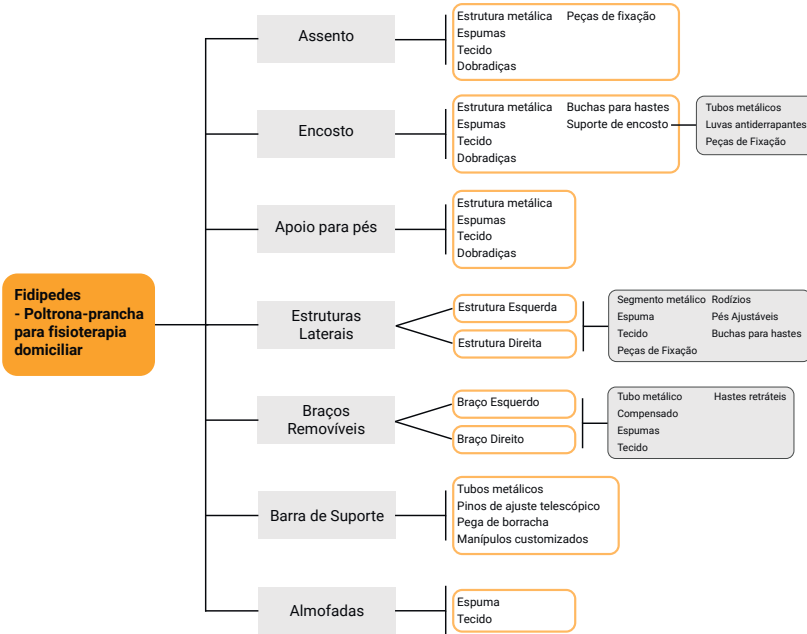 Fidipedes
- Poltrona-prancha
para fisioterapia
domiciliar
Assento
Estrutura metálica Peças de fixação
Espumas
Tecido
Dobradiças
Encosto
Estrutura metálica Buchas para hastes
Espumas Suporte de encosto
Tecido
Dobradiças
Tubos metálicos
Luvas antiderrapantes
Peças de Fixação
Apoio para pés
Estrutura metálica
Espumas
Tecido
Dobradiças
Estruturas
Laterais
Estrutura Esquerda
Estrutura Direita
Segmento metálico Rodízios
Espuma Pés Ajustáveis
Tecido Buchas para hastes
Peças de Fixação
Braços
Removíveis
Braço Esquerdo
Braço Direito
Tubo metálico Hastes retráteis
Compensado
Espumas
Tecido
Barra de Suporte
Tubos metálicos
Pinos de ajuste telescópico
Pega de borracha
Manípulos customizados
Almofadas
Espuma
Tecido